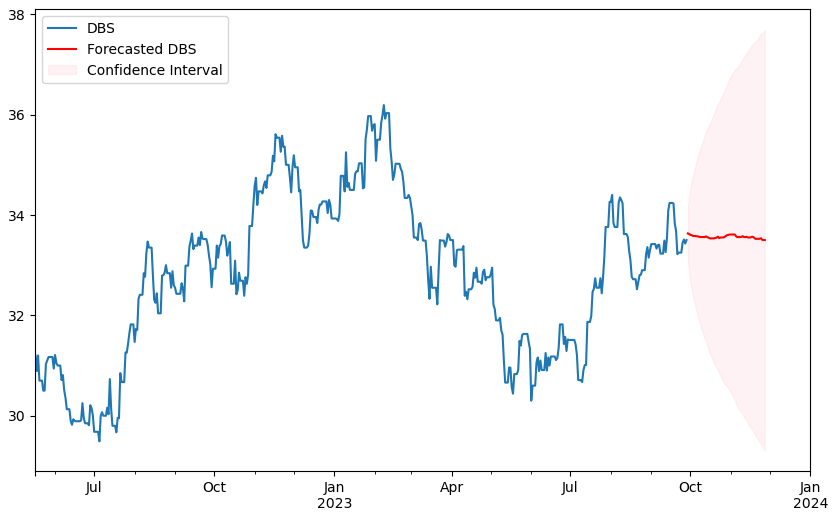 38
36
34
32
30
DBS
Forecasted DBS
Confidence Interval
Jul
Oct
Jan
2023
Apr
Jul
Oct
Jan
2024